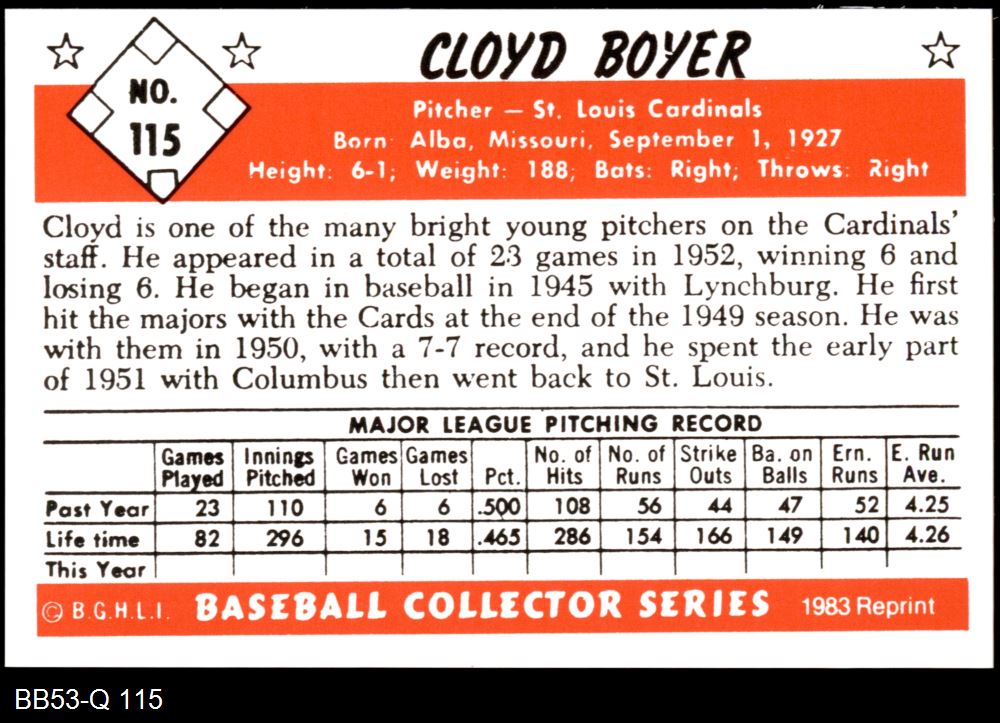 CLOYD BOYER
NO.
115
Pitcher — St. Louis Cardinals
Born: Alba, Missouri, September 1, 1927
Height: 6-1; Weight: 188; Bats: Right; Throws: Right
Cloyd is one of the many bright young pitchers on the Cardinals'
staff. He appeared in a total of 23 games in 1952, winning 6 and
losing 6. He began in baseball in 1945 with Lynchburg. He first
hit the majors with the Cards at the end of the 1949 season. He was
with them in 1950, with a 7-7 record, and he spent the early part
of 1951 with Columbus then went back to St. Louis.
MAJOR LEAGUE PITCHING RECORD
Games Played Innings Pitched Games Won Games Lost Pct. No. of Hits No. of Runs Strike Outs Ba. on Balls Ern. Runs E. Run Ave.
Past Year 23 110 6 6 .500 108 56 44 47 52 4.25
Life time 82 296 15 18 .465 286 154 166 149 140 4.26
This Year
© B.G.H.L.I. BASEBALL COLLECTOR SERIES 1983 Reprint
BB53-Q 115